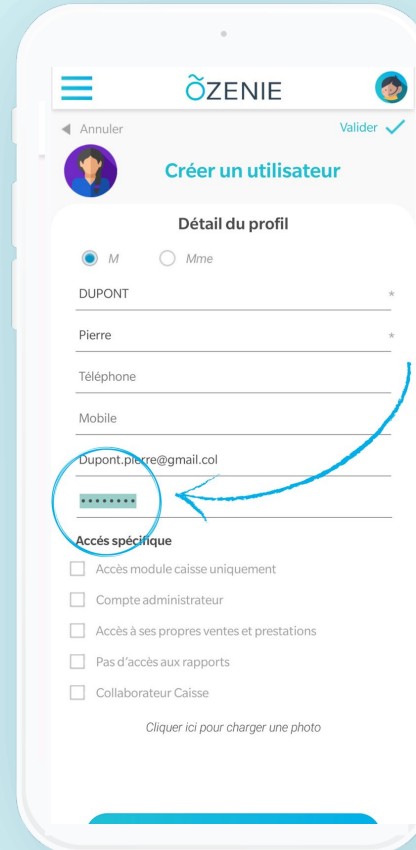 ÕZENIE
Annuler
Valider
Créer un utilisateur
Détail du profil
M Mme
DUPONT *
Pierre *
Téléphone
Mobile
Dupont.pierre@gmail.col
••••••••
Accés spécifique
Accès module caisse uniquement
Compte administrateur
Accès à ses propres ventes et prestations
Pas d'accès aux rapports
Collaborateur Caisse
Cliquer ici pour charger une photo